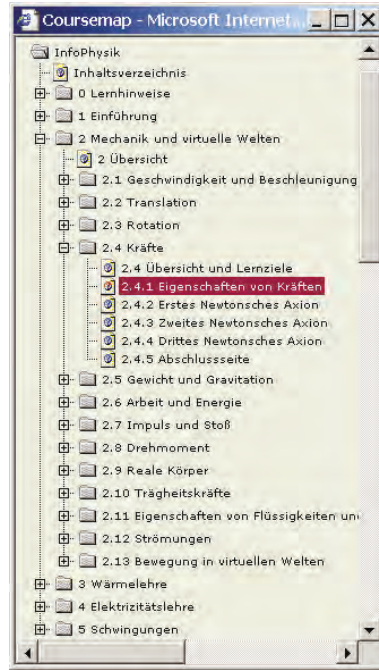 Coursemap - Microsoft Internet...
InfoPhysik
Inhaltsverzeichnis
0 Lernhinweise
1 Einführung
2 Mechanik und virtuelle Welten
2 Übersicht
2.1 Geschwindigkeit und Beschleunigung
2.2 Translation
2.3 Rotation
2.4 Kräfte
2.4 Übersicht und Lernziele
2.4.1 Eigenschaften von Kräften
2.4.2 Erstes Newtonsches Axion
2.4.3 Zweites Newtonsches Axion
2.4.4 Drittes Newtonsches Axion
2.4.5 Abschlussseite
2.5 Gewicht und Gravitation
2.6 Arbeit und Energie
2.7 Impuls und Stoß
2.8 Drehmoment
2.9 Reale Körper
2.10 Trägheitskräfte
2.11 Eigenschaften von Flüssigkeiten
2.12 Strömungen
2.13 Bewegung in virtuellen Welten
3 Wärmelehre
4 Elektrizitätslehre
5 Schwingungen